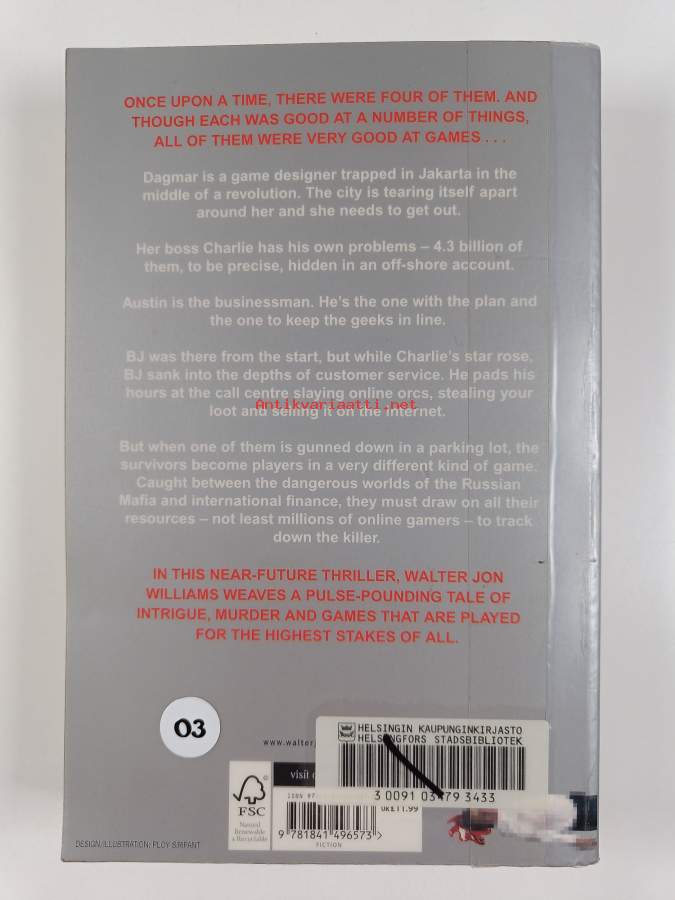 ONCE UPON A TIME, THERE WERE FOUR OF THEM. AND
THOUGH EACH WAS GOOD AT A NUMBER OF THINGS,
ALL OF THEM WERE VERY GOOD AT GAMES . . .
Dagmar is a game designer trapped in Jakarta in the
middle of a revolution. The city is tearing itself apart
around her and she needs to get out.
Her boss Charlie has his own problems – 4.3 billion of
them, to be precise, hidden in an off-shore account.
Austin is the businessman. He's the one with the plan and
the one to keep the geeks in line.
BJ was there from the start, but while Charlie's star rose,
BJ sank into the depths of customer service. He pads his
hours at the call centre slaying online orcs, stealing your
loot and selling it on the internet.
Antikvariaatti.net
But when one of them is gunned down in a parking lot, the
survivors become players in a very different kind of game.
Caught between the dangerous worlds of the Russian
Mafia and international finance, they must draw on all their
resources – not least millions of online gamers – to track
down the killer.
IN THIS NEAR-FUTURE THRILLER, WALTER JON
WILLIAMS WEAVES A PULSE-POUNDING TALE OF
INTRIGUE, MURDER AND GAMES THAT ARE PLAYED
FOR THE HIGHEST STAKES OF ALL.
03
HELSINGIN KAUPUNGINKIRJASTO
HELSINGFORS STADSBIBLIOTEK
www.walter
visit
3 0091 03479 3433
ISBN 97
UK £11.99
FSC
Natural
Renewable
& Recyclable
9 781841 496573 >
FICTION
DESIGN/ILLUSTRATION: PLOY SIRIPANT